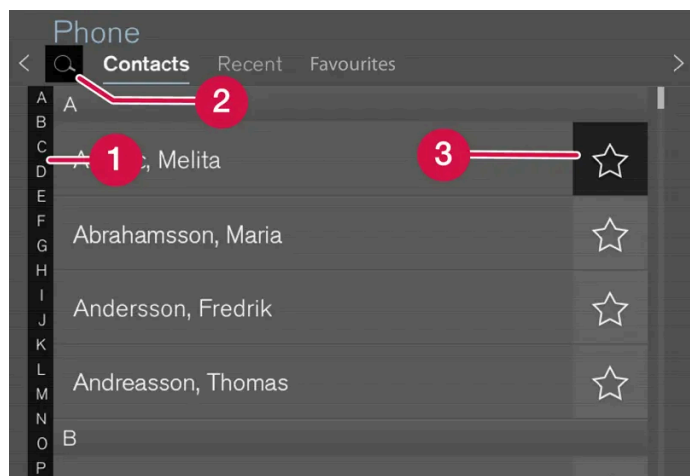 Phone
Contacts Recent Favourites
2
A
A
B
C
D
E
F
G
H
I
J
K
L
M
N
O
P
1
Melita
3
Abrahamsson, Maria
Andersson, Fredrik
Andreasson, Thomas
B